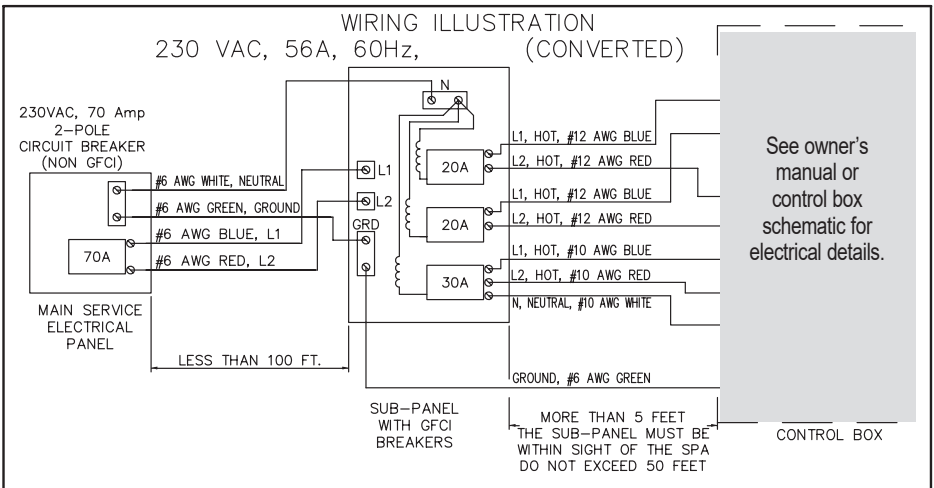 WIRING ILLUSTRATION
230 VAC, 56A, 60Hz, (CONVERTED)
230VAC, 70 Amp
2-POLE
CIRCUIT BREAKER
(NON GFCI)
#6 AWG WHITE, NEUTRAL
#6 AWG GREEN, GROUND
#6 AWG BLUE, L1
#6 AWG RED, L2
70A
MAIN SERVICE
ELECTRICAL
PANEL
LESS THAN 100 FT.
N
L1
L2
GRD
20A
20A
30A
SUB-PANEL
WITH GFCI
BREAKERS
L1, HOT, #12 AWG BLUE
L2, HOT, #12 AWG RED
L1, HOT, #12 AWG BLUE
L2, HOT, #12 AWG RED
L1, HOT, #10 AWG BLUE
L2, HOT, #10 AWG RED
N, NEUTRAL, #10 AWG WHITE
GROUND, #6 AWG GREEN
MORE THAN 5 FEET
THE SUB-PANEL MUST BE
WITHIN SIGHT OF THE SPA
DO NOT EXCEED 50 FEET
See owner's
manual or
control box
schematic for
electrical details.
CONTROL BOX